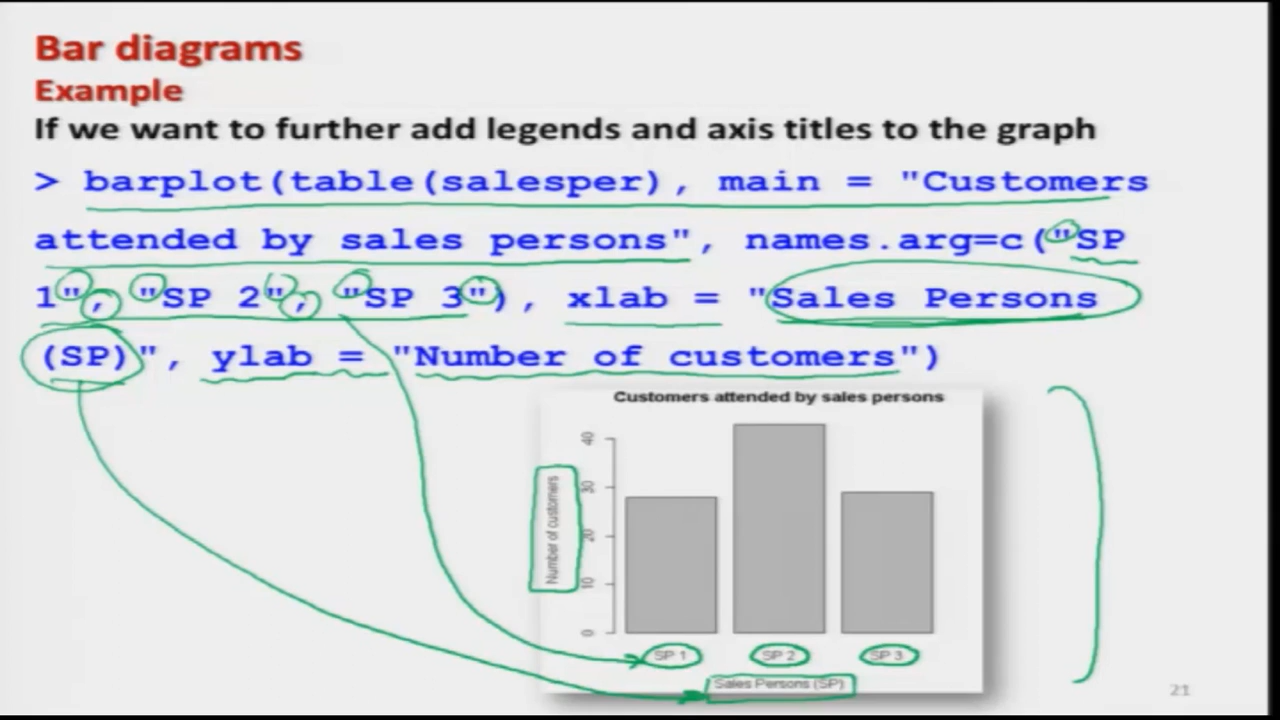 Bar diagrams
Example
If we want to further add legends and axis titles to the graph
> barplot(table(salesper), main = "Customers
attended by sales persons", names.arg=c("SP
1", "SP 2", "SP 3"), xlab = "Sales Persons
(SP)", ylab = "Number of customers")
Customers attended by sales persons
40
30
20
10
0
Number of customers
SP 1 SP 2 SP 3
Sales Persons (SP)
21